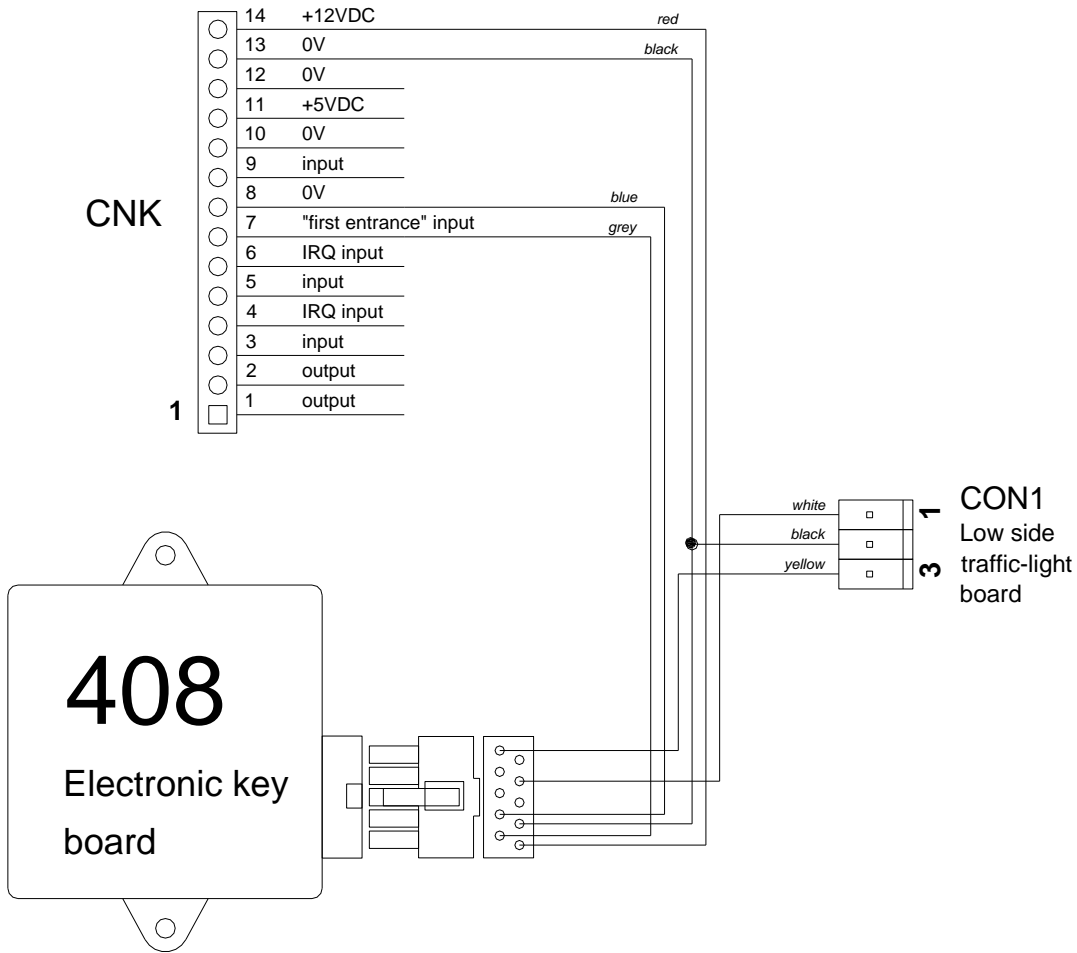 14 +12VDC red
13 0V black
12 0V
11 +5VDC
10 0V
9 input
8 0V blue
7 "first entrance" input grey
6 IRQ input
5 input
4 IRQ input
3 input
2 output
1 output
CNK
1
white
black
yellow
1
3
CON1
Low side
traffic-light
board
408
Electronic key
board